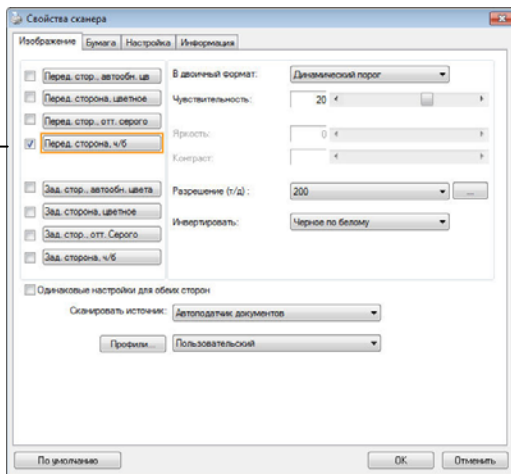 Свойства сканера
Изображение Бумага Настройка Информация
Перед. стор., автообн. цв
Перед. сторона, цветное
Перед. стор., отт. серого
Перед. сторона, ч/б
Зад. стор., автообн. цвета
Зад. сторона, цветное
Зад. стор., отт. Серого
Зад. сторона, ч/б
В двоичный формат: Динамический порог
Чувствительность: 20
Яркость: 0
Контраст:
Разрешение (т/д) : 200 ...
Инвертировать: Черное по белому
Одинаковые настройки для обеих сторон
Сканировать источник: Автоподатчик документов
Профили... Пользовательский
По умолчанию OK Отменить